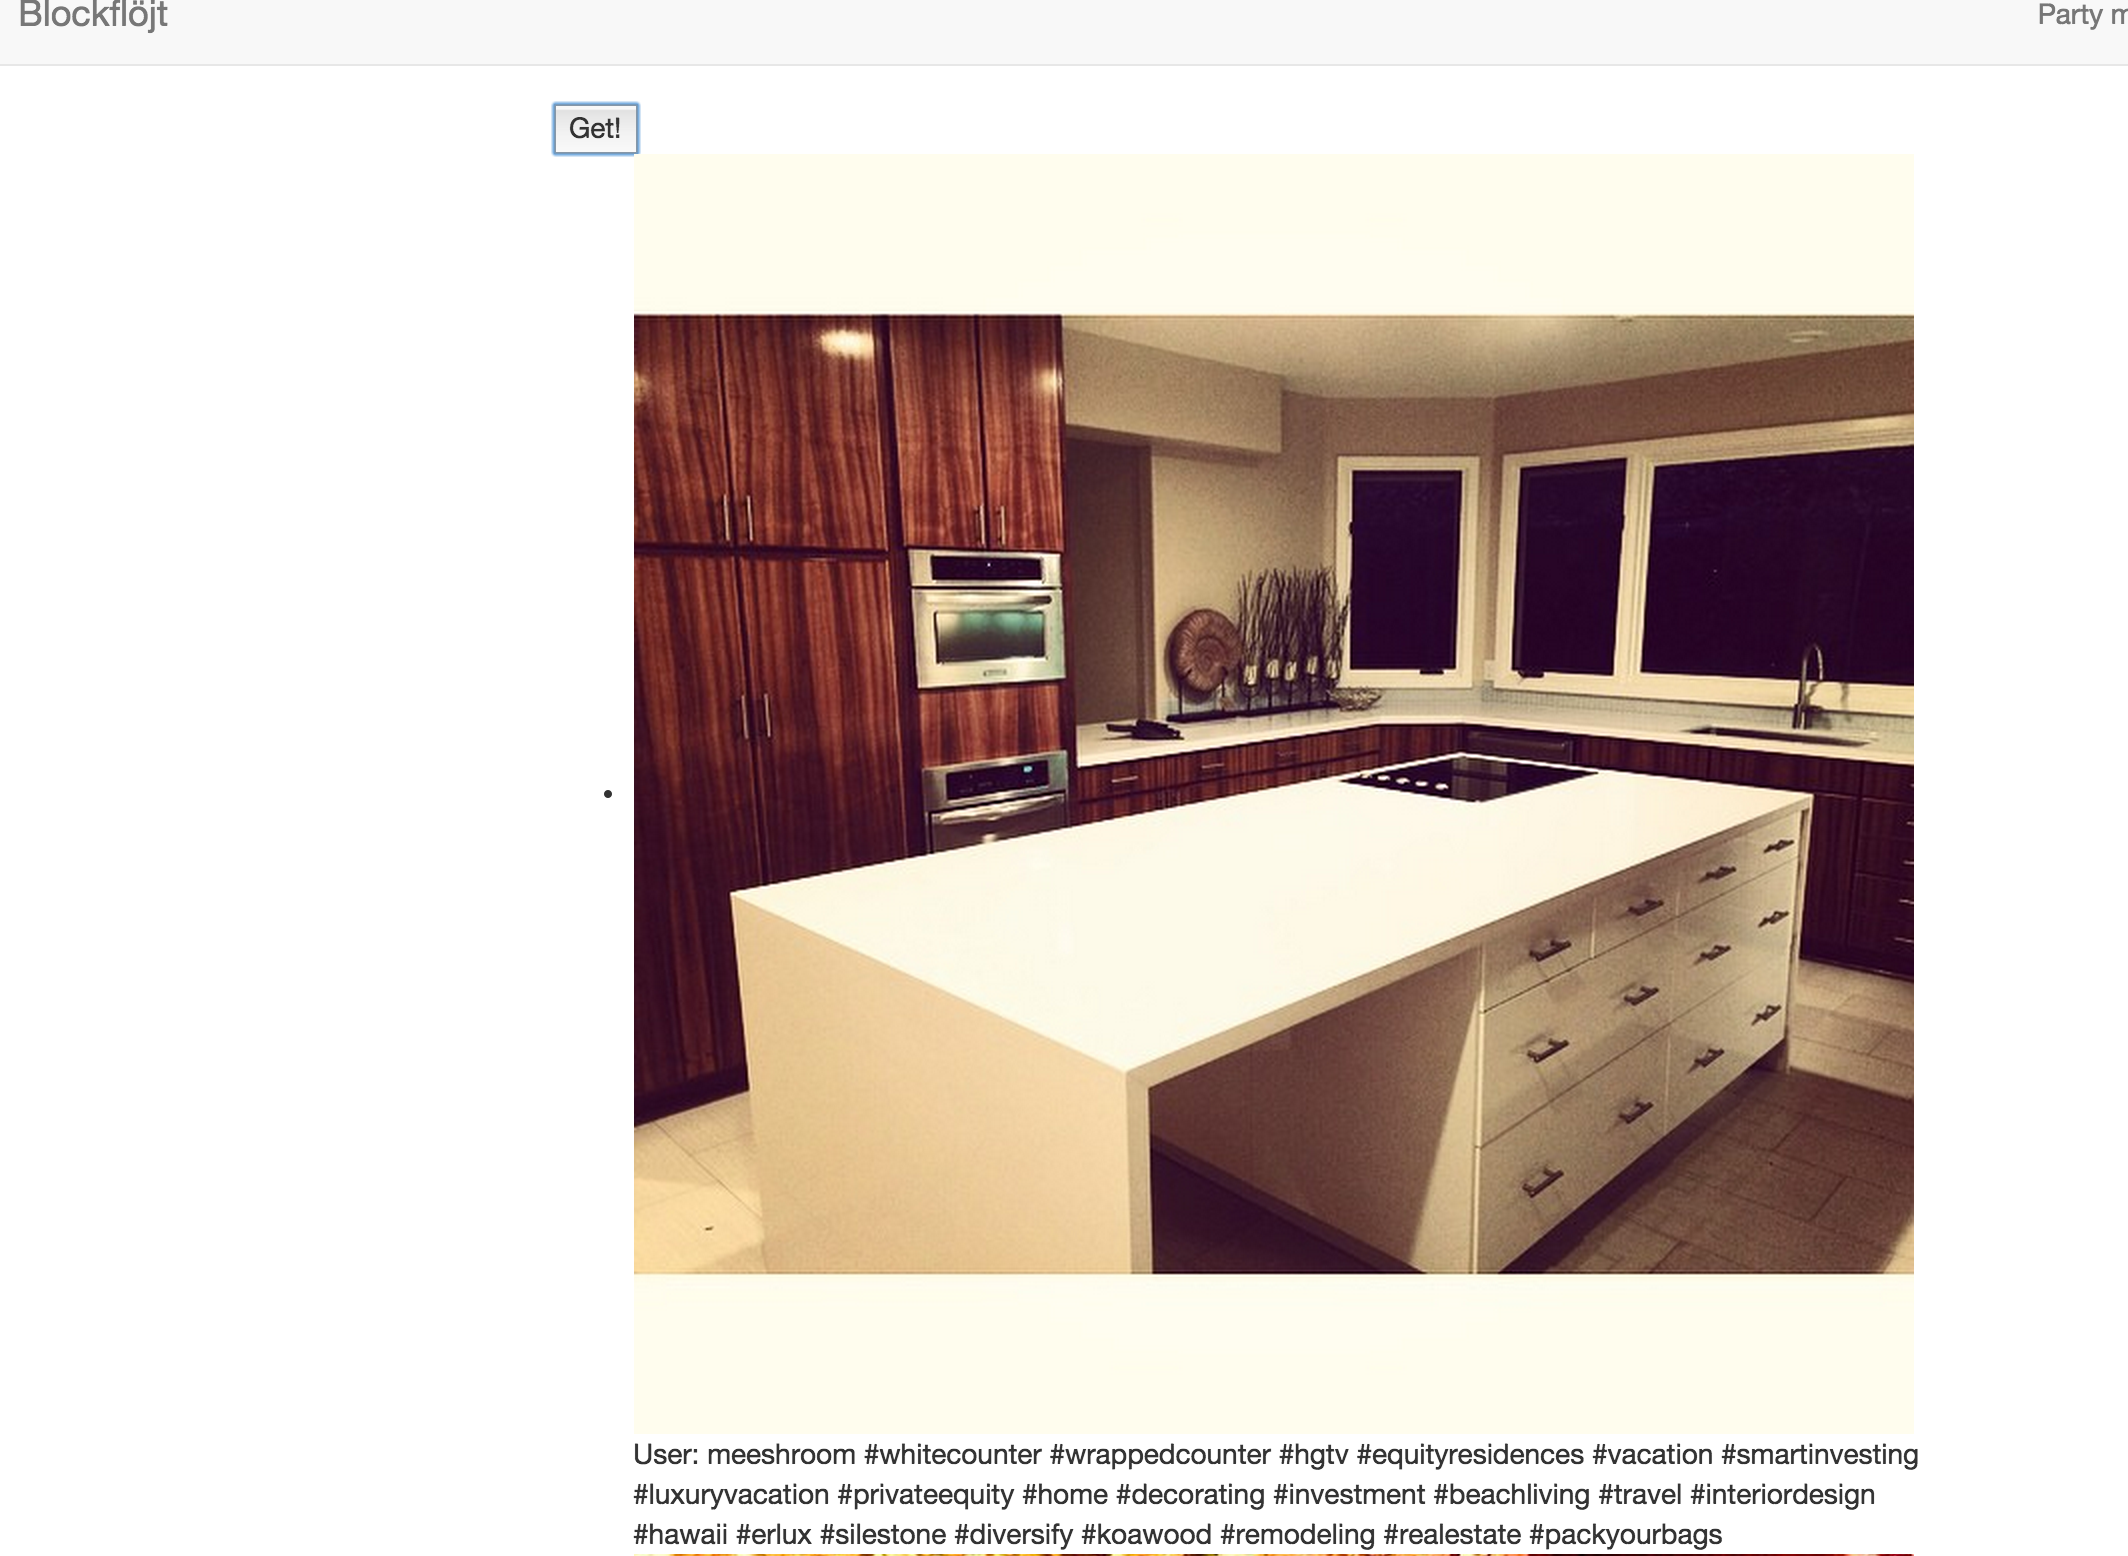 Blockflöjt
Party m
Get!
User: meeshroom #whitecounter #wrappedcounter #hgtv #equityresidences #vacation #smartinvesting
#luxuryvacation #privateequity #home #decorating #investment #beachliving #travel #interiordesign
#hawaii #erlux #silestone #diversify #koawood #remodeling #realestate #packyourbags